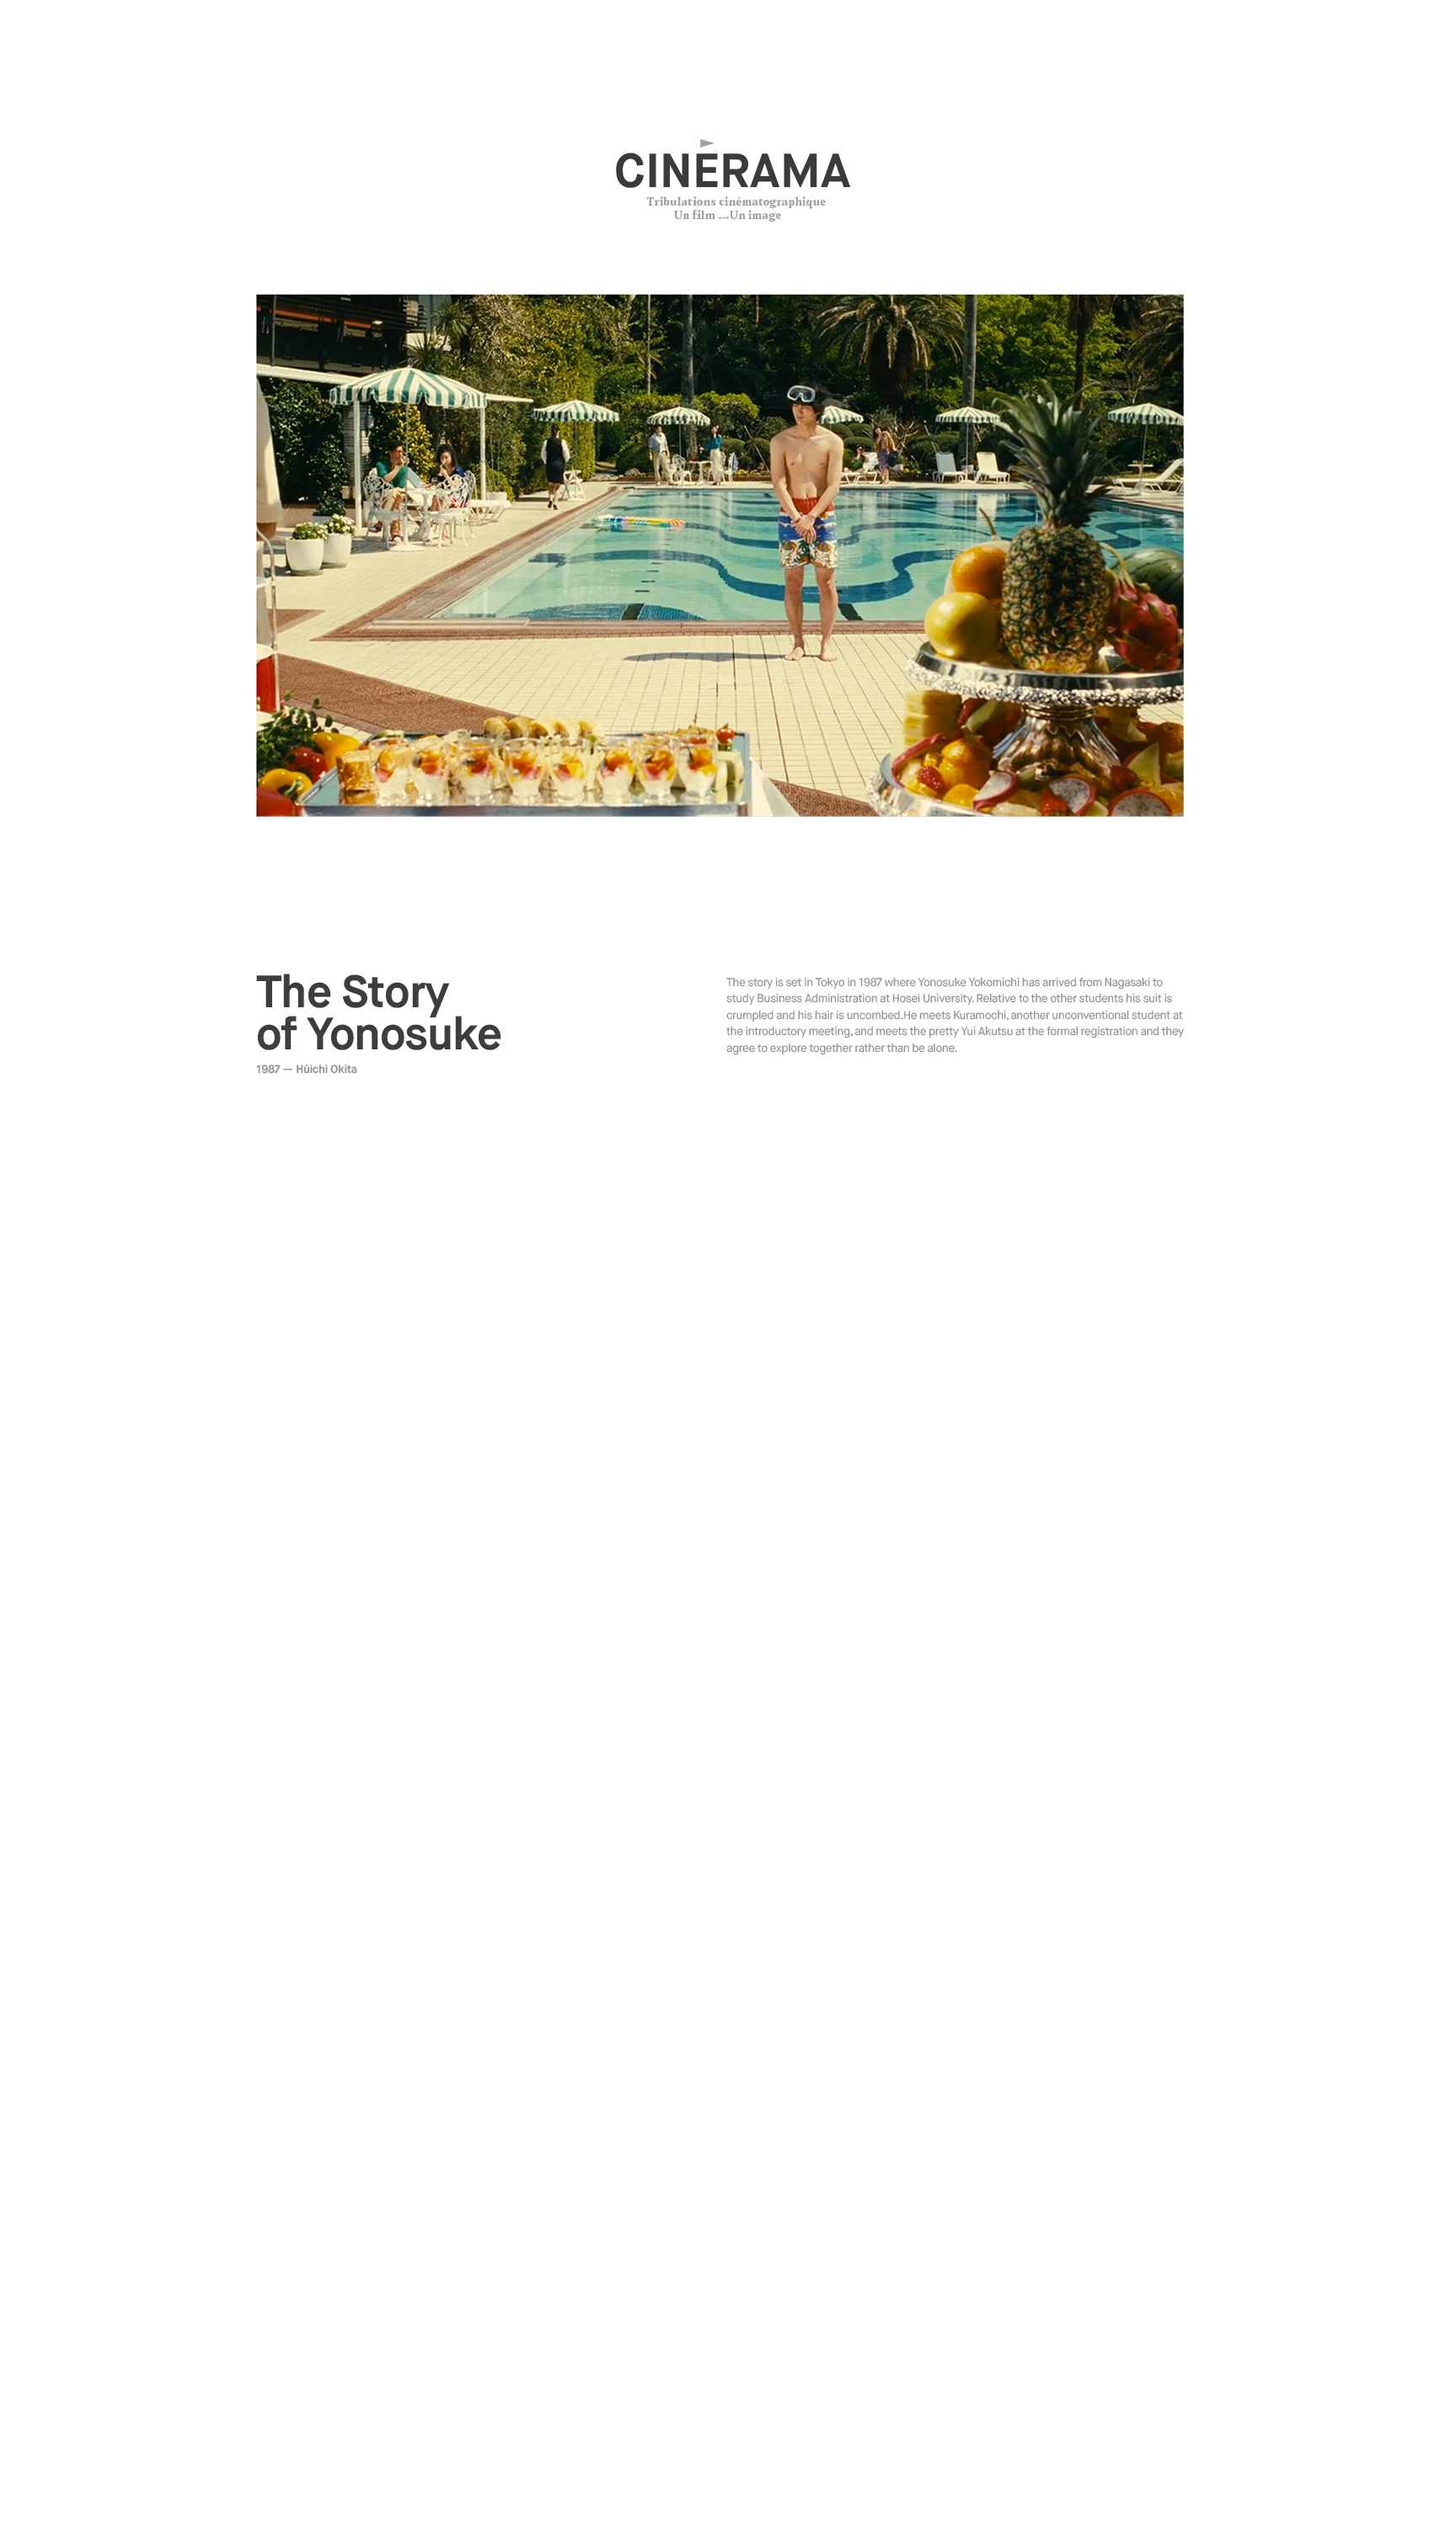 CINÉRAMA
Tribulations cinématographique
Un film —Un image
The Story
of Yonosuke
1987 — Hūichi Okita
The story is set in Tokyo in 1987 where Yonosuke Yokomichi has arrived from Nagasaki to
study Business Administration at Hosei University. Relative to the other students his suit is
crumpled and his hair is uncombed.He meets Kuramochi, another unconventional student at
the introductory meeting, and meets the pretty Yui Akutsu at the formal registration and they
agree to explore together rather than be alone.